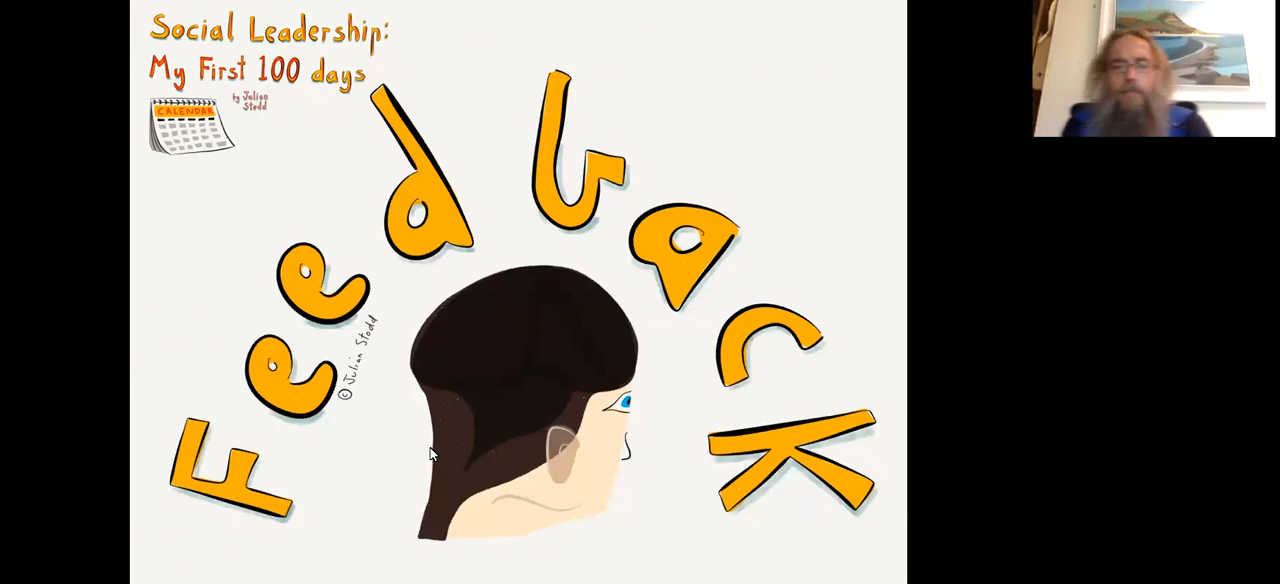 Social Leadership:
My First 100 days
by Julian
Stodd
CALENDAR
Feedback
© Julian Stodd